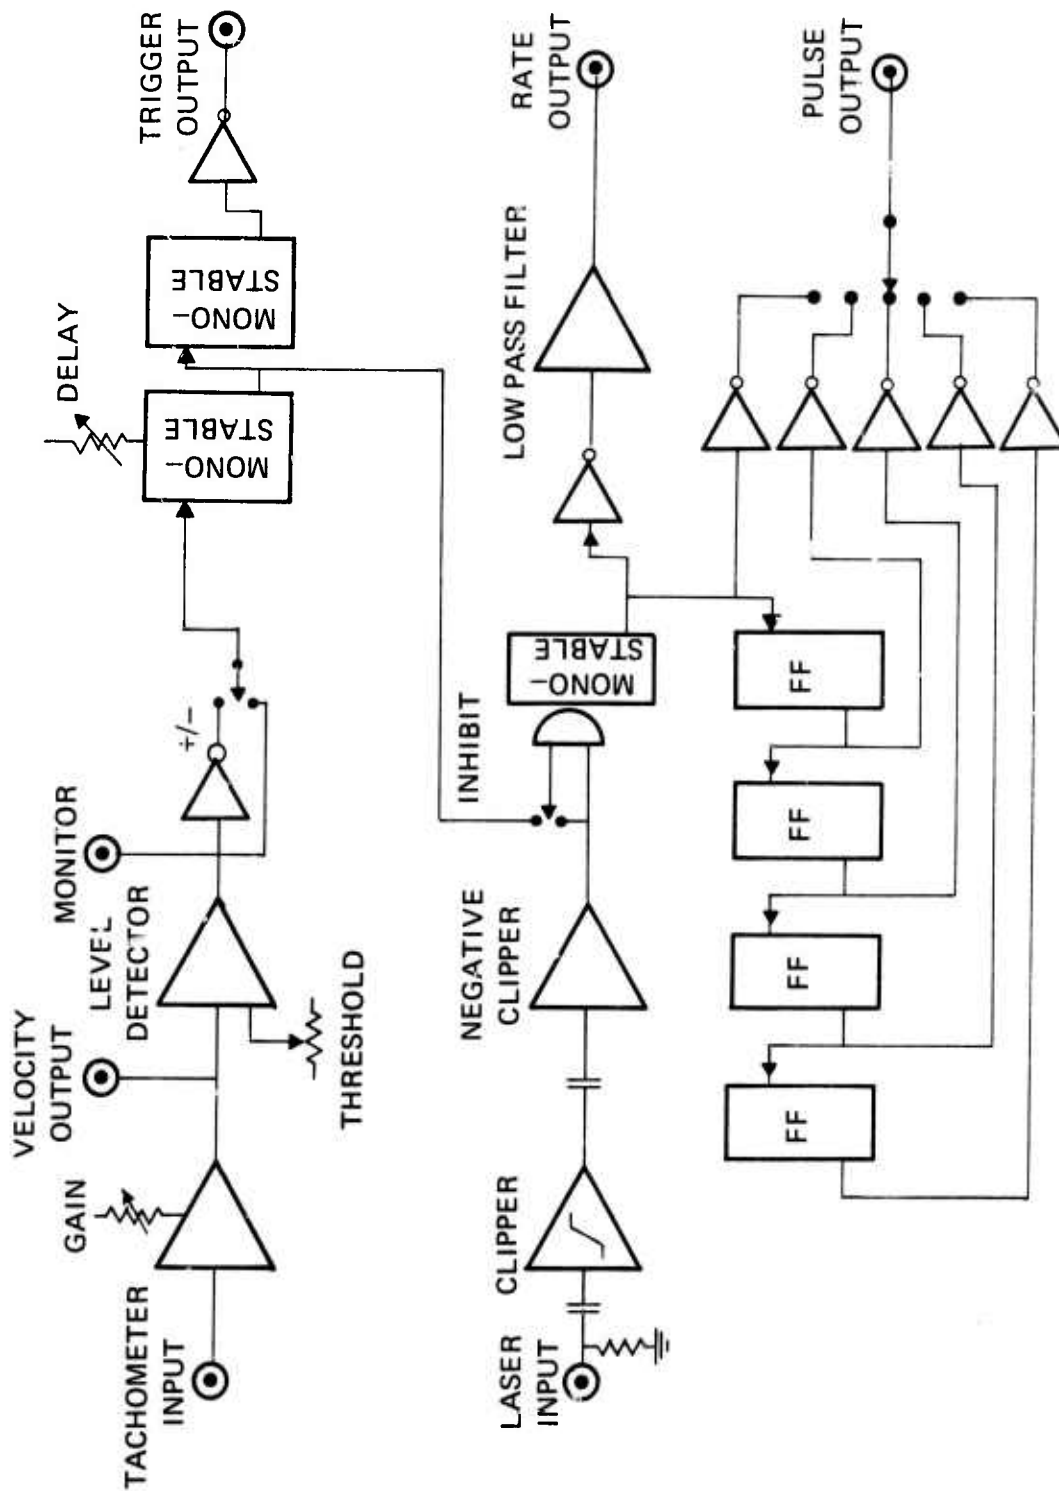 TACHOMETER
INPUT
GAIN
VELOCITY
OUTPUT
THRESHOLD
LEVEL
DETECTOR
MONITOR
+/−
DELAY
MONO-
STABLE
MONO-
STABLE
TRIGGER
OUTPUT
LASER
INPUT
CLIPPER
NEGATIVE
CLIPPER
INHIBIT
MONO-
STABLE
LOW PASS FILTER
RATE
OUTPUT
FF
FF
FF
FF
PULSE
OUTPUT